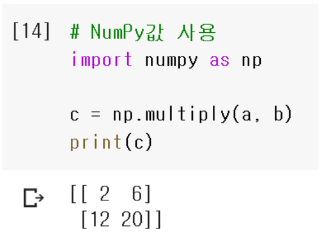 [14] # NumPy값 사용
import numpy as np
c = np.multiply(a, b)
print(c)
[[ 2  6]
 [12 20]]